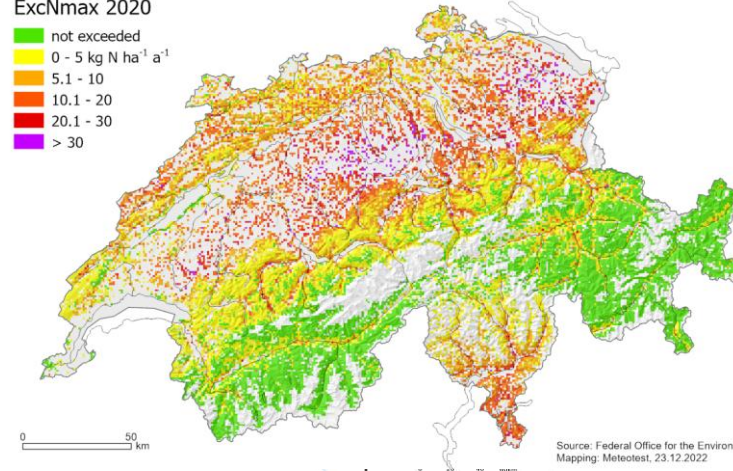 ExcNmax 2020
not exceeded
0 - 5 kg N ha⁻¹ a⁻¹
5.1 - 10
10.1 - 20
20.1 - 30
> 30
0 50
km
Source: Federal Office for the Environ
Mapping: Meteotest, 23.12.2022